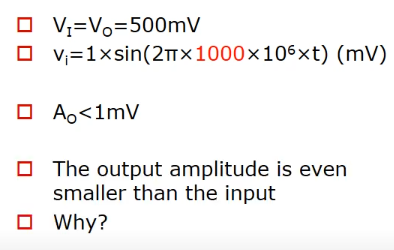 V_I=V_o=500mV
v_i=1×sin(2π×1000×10⁶×t) (mV)
A_O<1mV
The output amplitude is even
smaller than the input
Why?